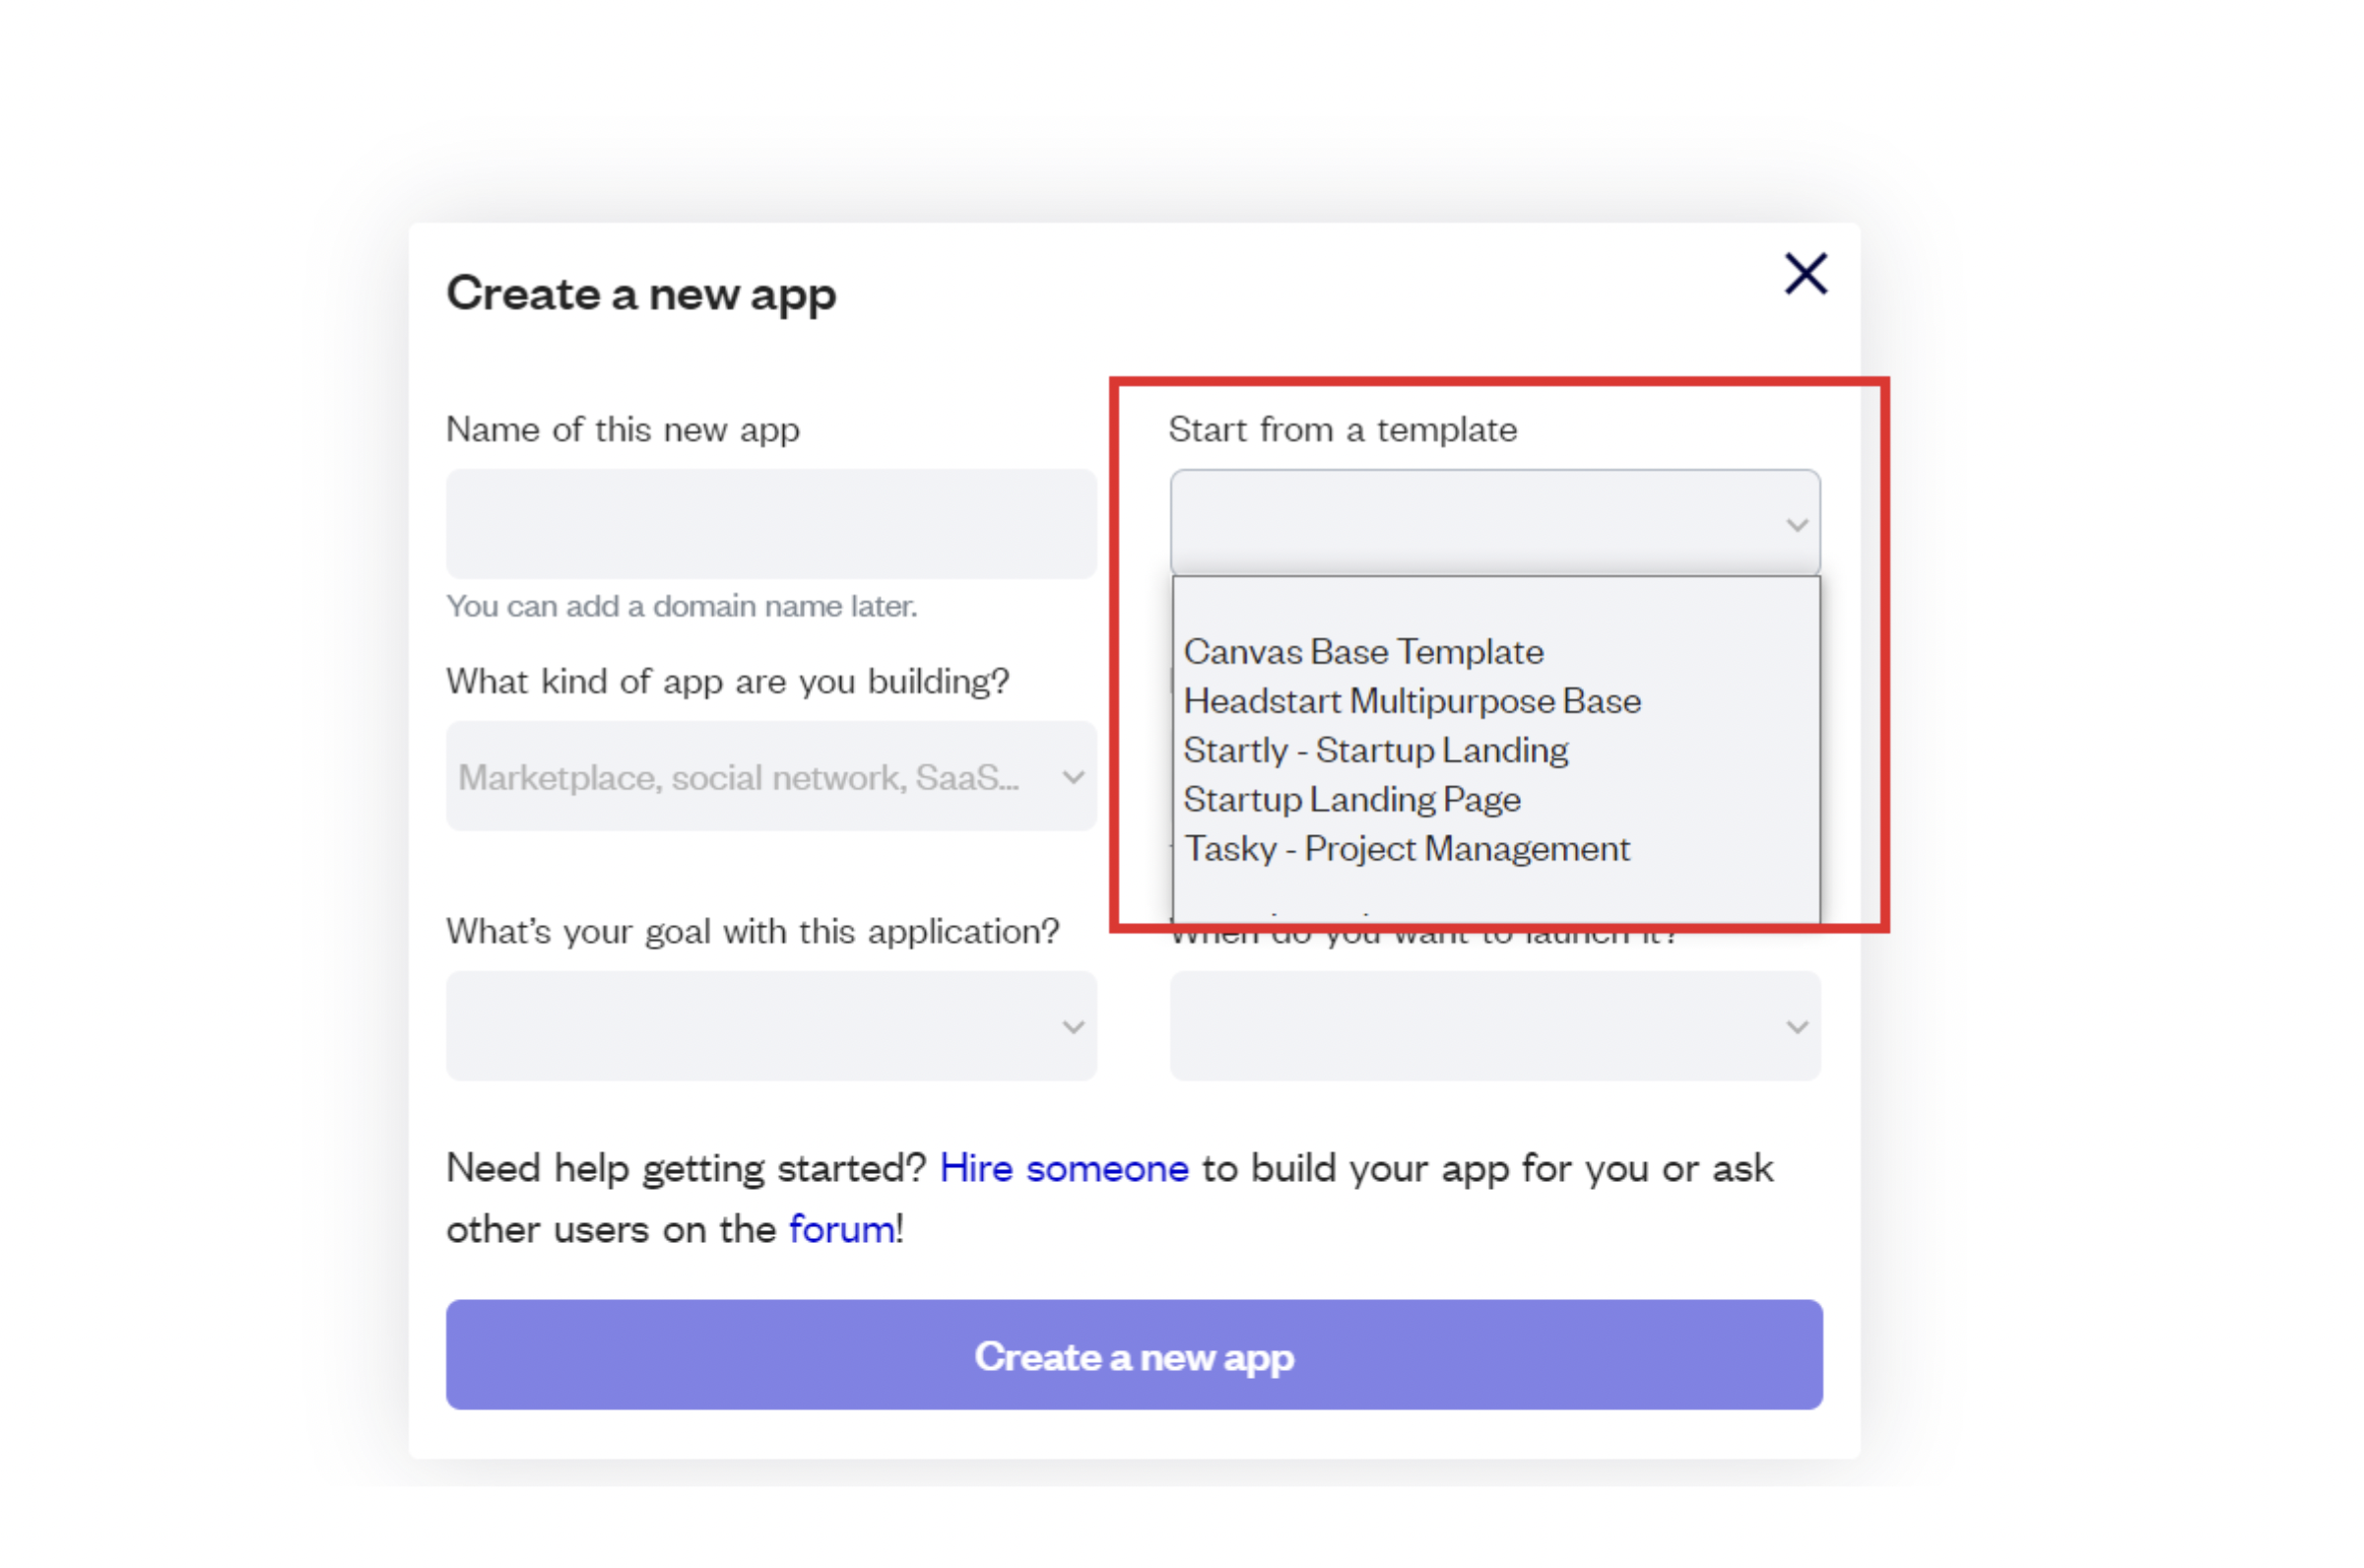 Create a new app
Name of this new app
Start from a template
You can add a domain name later.
Canvas Base Template
Headstart Multipurpose Base
Startly - Startup Landing
Startup Landing Page
Tasky - Project Management
What kind of app are you building?
Marketplace, social network, SaaS...
What's your goal with this application?
When do you want to launch it?
Need help getting started? Hire someone to build your app for you or ask
other users on the forum!
Create a new app